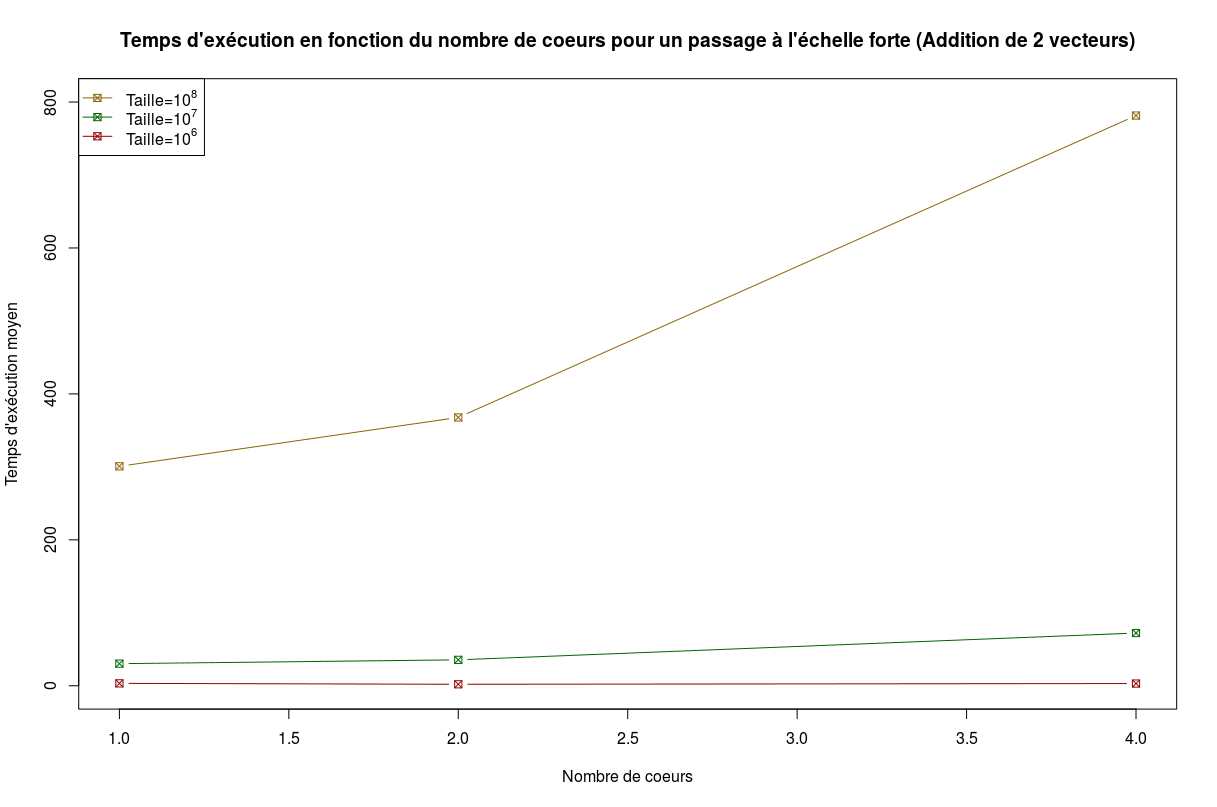 Temps d'exécution en fonction du nombre de coeurs pour un passage à l'échelle forte (Addition de 2 vecteurs)
Taille=10⁸
Taille=10⁷
Taille=10⁶
Temps d'exécution moyen
800
600
400
200
0
1.0 1.5 2.0 2.5 3.0 3.5 4.0
Nombre de coeurs